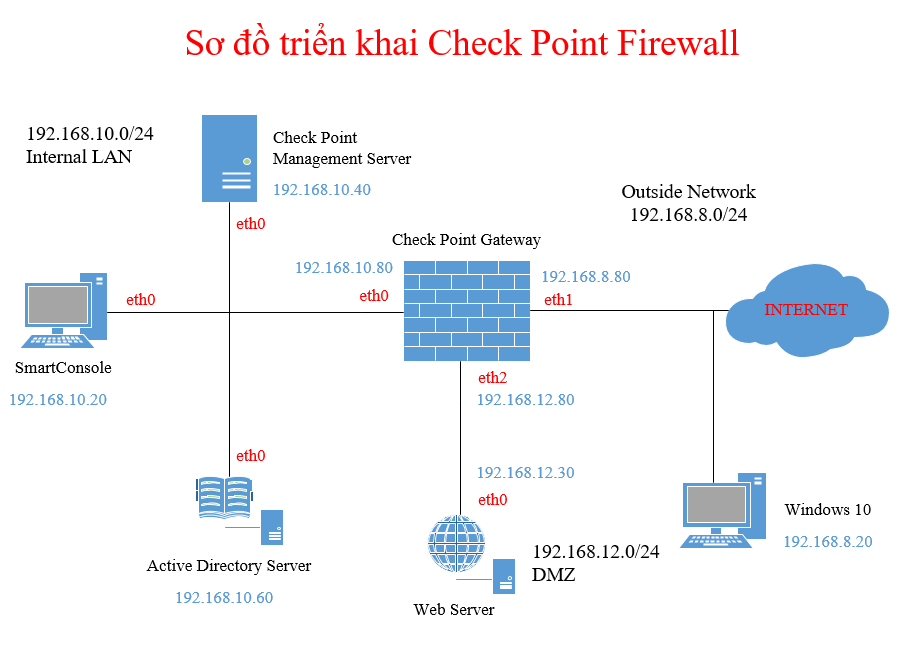 Sơ đồ triển khai Check Point Firewall
192.168.10.0/24
Internal LAN
Check Point
Management Server
192.168.10.40
eth0
Outside Network
192.168.8.0/24
Check Point Gateway
192.168.10.80
192.168.8.80
eth0
eth0
eth1
INTERNET
SmartConsole
192.168.10.20
eth2
192.168.12.80
eth0
192.168.12.30
eth0
Windows 10
192.168.8.20
192.168.12.0/24
DMZ
Active Directory Server
192.168.10.60
Web Server